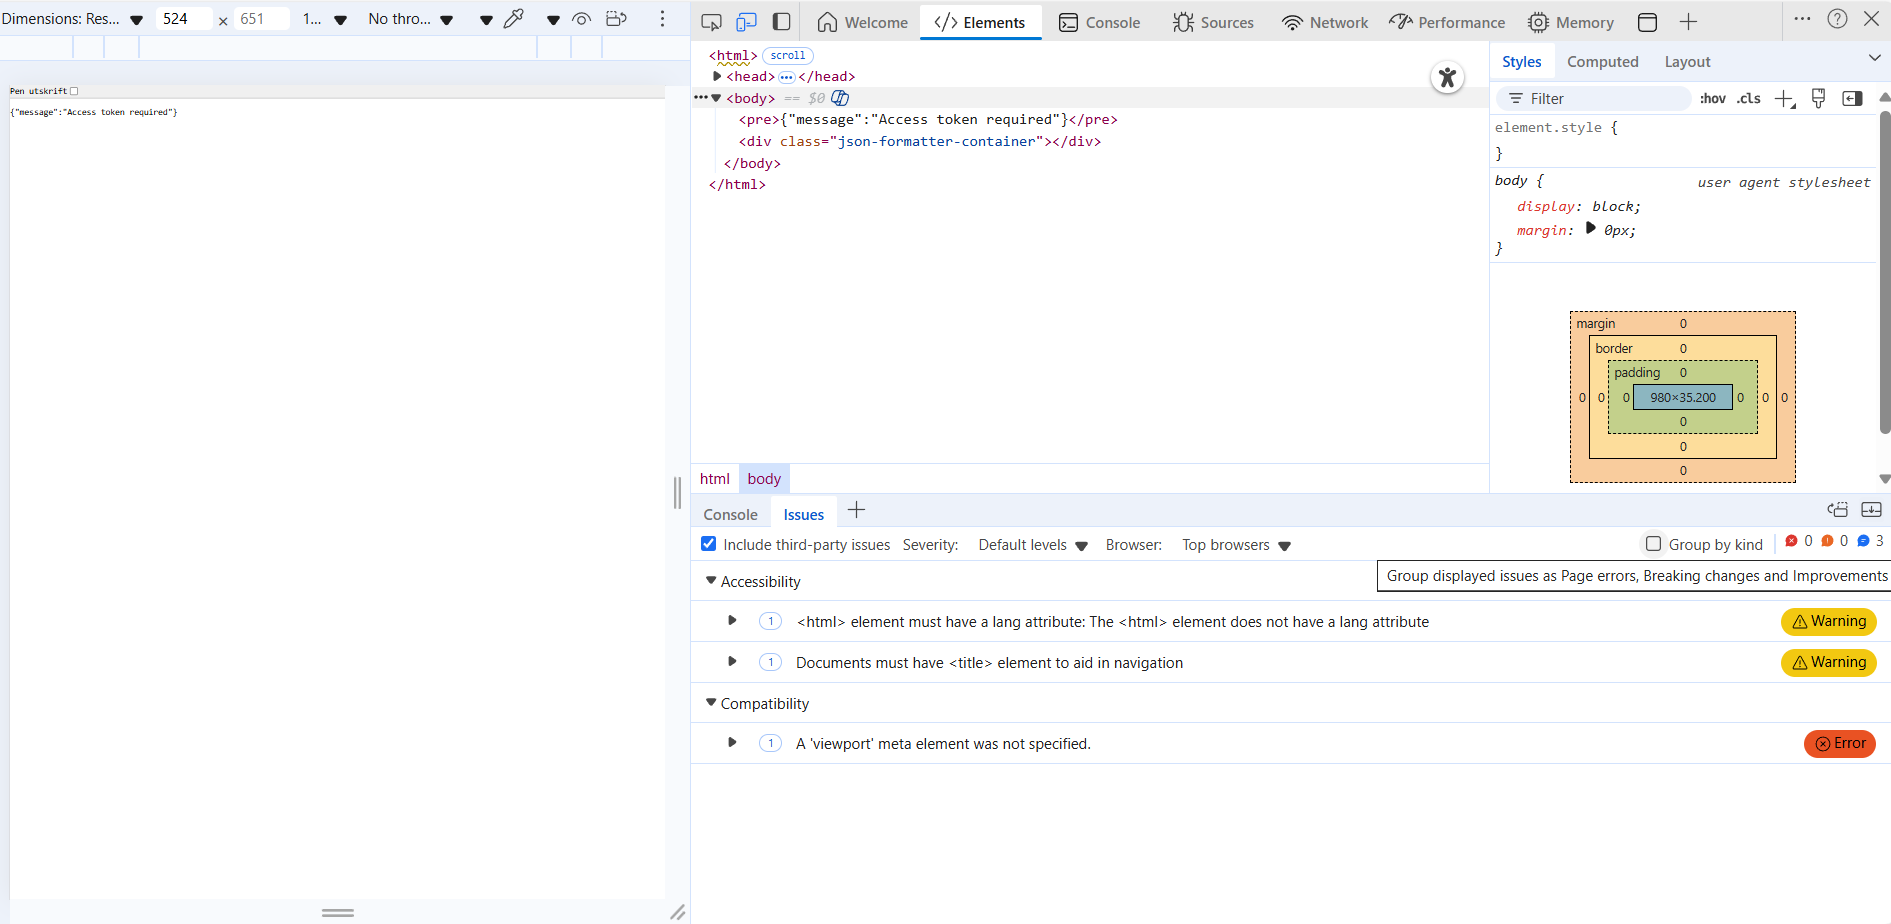 Dimensions: Res... 524 × 651 1... No thro...
Pen utskrift
{"message":"Access token required"}
Welcome </> Elements Console Sources Network Performance Memory
<html> scroll
<head> ••• </head>
••• <body> == $0
<pre>{"message":"Access token required"}</pre>
<div class="json-formatter-container"></div>
</body>
</html>
html body
Styles Computed Layout
Filter :hov .cls
element.style {
}
body { user agent stylesheet
display: block;
margin: 0px;
}
margin 0
border 0
padding 0
0 0 0 980×35.200 0 0 0
0
0
0
Console Issues
Include third-party issues Severity: Default levels Browser: Top browsers Group by kind 0 0 3
Group displayed issues as Page errors, Breaking changes and Improvements
Accessibility
1 <html> element must have a lang attribute: The <html> element does not have a lang attribute Warning
1 Documents must have <title> element to aid in navigation Warning
Compatibility
1 A 'viewport' meta element was not specified. Error